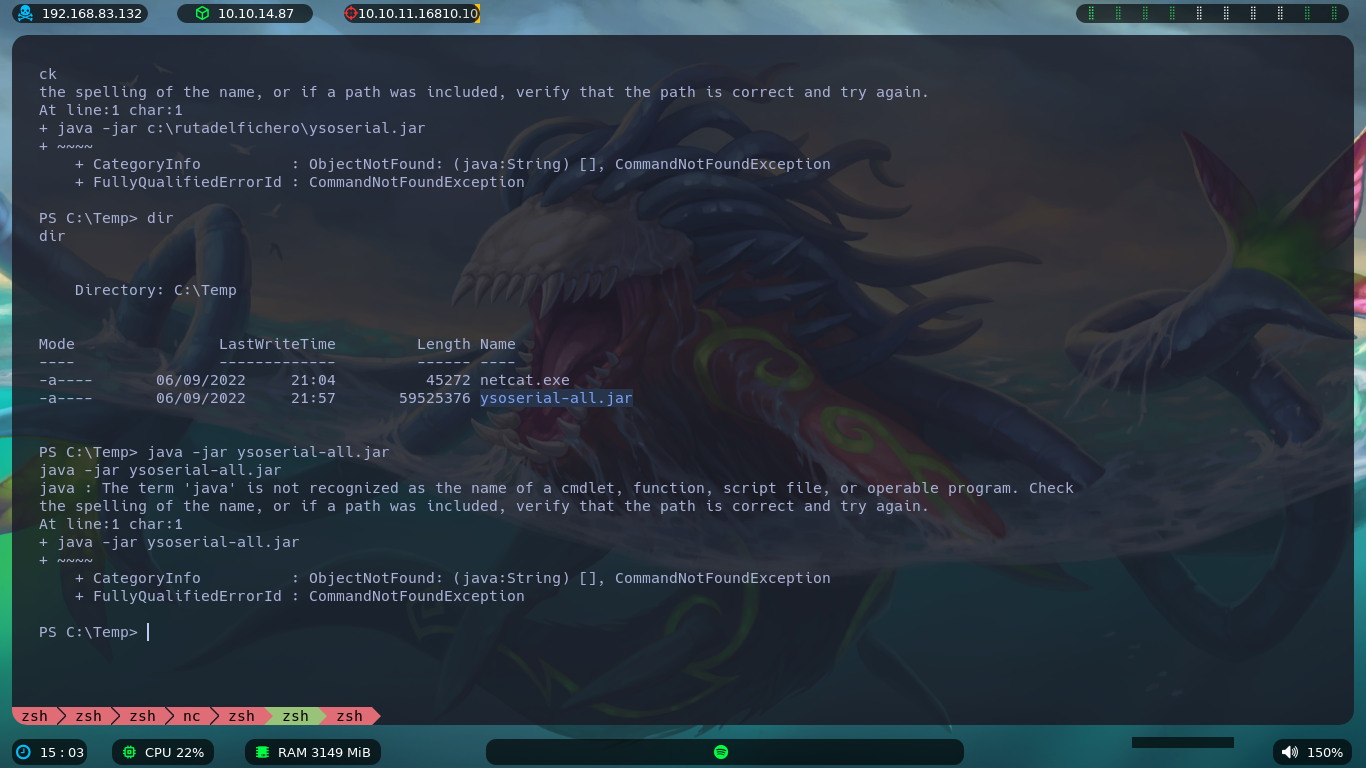 192.168.83.132
10.10.14.87
10.10.11.16810.10
ck
the spelling of the name, or if a path was included, verify that the path is correct and try again.
At line:1 char:1
+ java -jar c:\rutadelfichero\ysoserial.jar
+ ~~~~
    + CategoryInfo          : ObjectNotFound: (java:String) [], CommandNotFoundException
    + FullyQualifiedErrorId : CommandNotFoundException
PS C:\Temp> dir
dir
    Directory: C:\Temp
Mode                LastWriteTime         Length Name
----                -------------         ------ ----
-a----       06/09/2022     21:04          45272 netcat.exe
-a----       06/09/2022     21:57       59525376 ysoserial-all.jar
PS C:\Temp> java -jar ysoserial-all.jar
java -jar ysoserial-all.jar
java : The term 'java' is not recognized as the name of a cmdlet, function, script file, or operable program. Check
the spelling of the name, or if a path was included, verify that the path is correct and try again.
At line:1 char:1
+ java -jar ysoserial-all.jar
+ ~~~~
    + CategoryInfo          : ObjectNotFound: (java:String) [], CommandNotFoundException
    + FullyQualifiedErrorId : CommandNotFoundException
PS C:\Temp>
zsh zsh zsh nc zsh zsh zsh
15 : 03
CPU 22%
RAM 3149 MiB
150%